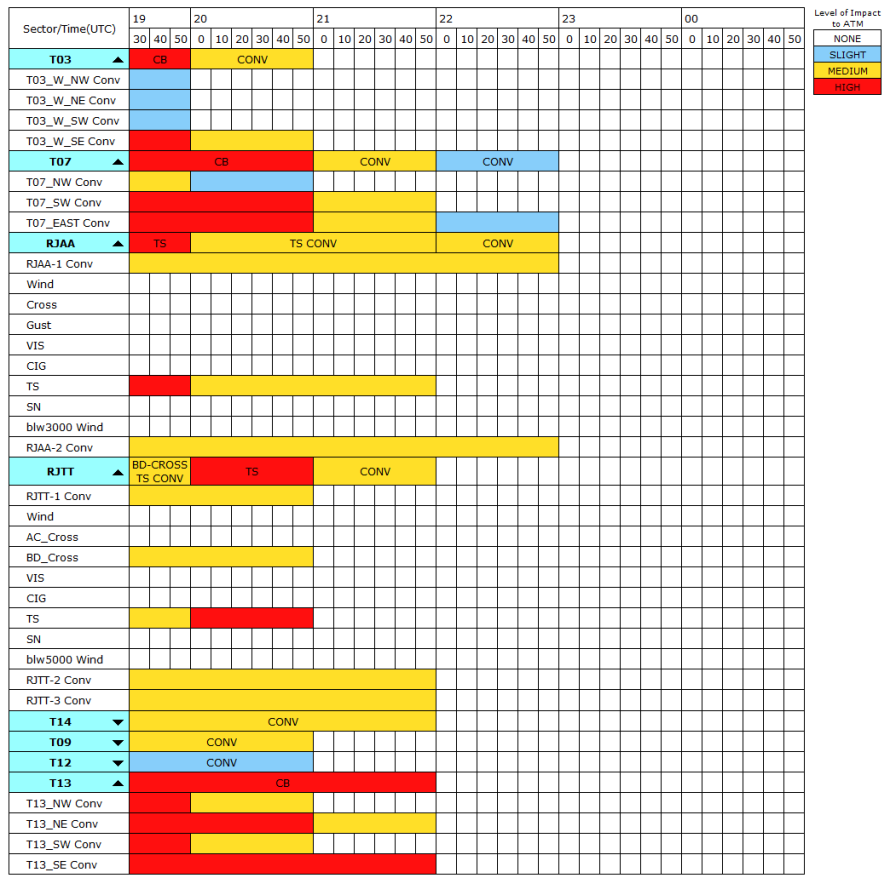 Sector/Time(UTC) 19 20 21 22 23 00
30 40 50 0 10 20 30 40 50 0 10 20 30 40 50 0 10 20 30 40 50 0 10 20 30 40 50 0 10 20 30 40 50
Level of Impact
to ATM
NONE
SLIGHT
MEDIUM
HIGH
T03 CB CONV
T03_W_NW Conv
T03_W_NE Conv
T03_W_SW Conv
T03_W_SE Conv
T07 CB CONV CONV
T07_NW Conv
T07_SW Conv
T07_EAST Conv
RJAA TS TS CONV CONV
RJAA-1 Conv
Wind
Cross
Gust
VIS
CIG
TS
SN
blw3000 Wind
RJAA-2 Conv
RJTT BD-CROSS TS CONV
TS CONV
RJTT-1 Conv
Wind
AC_Cross
BD_Cross
VIS
CIG
TS
SN
blw5000 Wind
RJTT-2 Conv
RJTT-3 Conv
T14 CONV
T09 CONV
T12 CONV
T13 CB
T13_NW Conv
T13_NE Conv
T13_SW Conv
T13_SE Conv